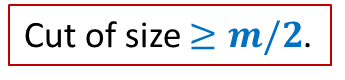 Cut of size ≥ m/2.